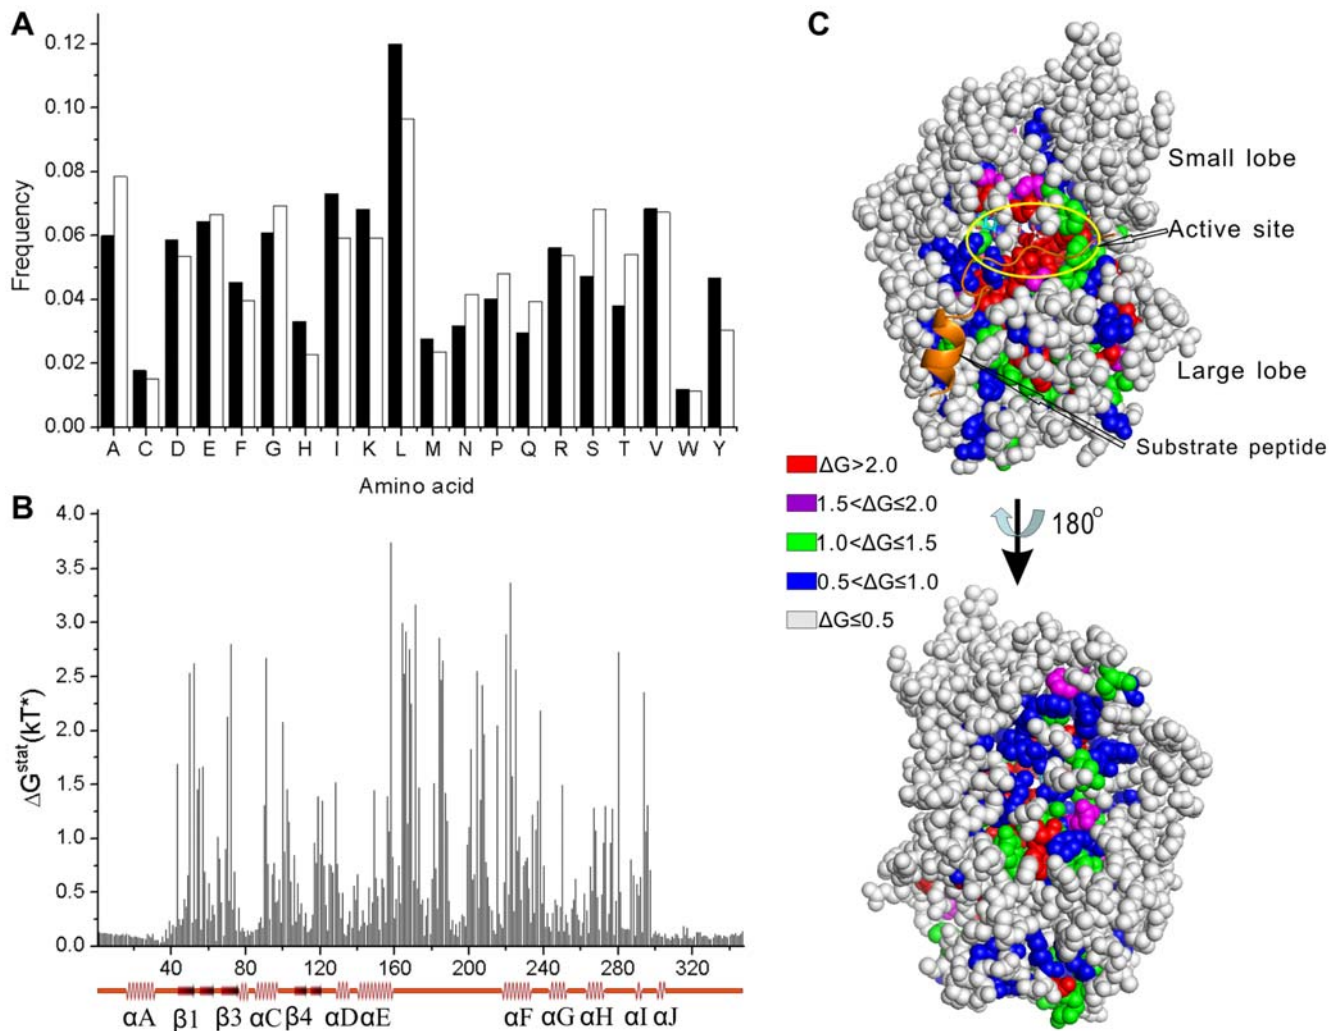 A
Frequency
0.12
0.10
0.08
0.06
0.04
0.02
0.00
A C D E F G H I K L M N P Q R S T V W Y
Amino acid
B
ΔG^stat(kT*)
4.0
3.5
3.0
2.5
2.0
1.5
1.0
0.5
0.0
40 80 120 160 200 240 280 320
αA β1 β3 αC β4 αD αE αF αG αH αI αJ
C
Small lobe
Active site
Large lobe
Substrate peptide
ΔG>2.0
1.5<ΔG≤2.0
1.0<ΔG≤1.5
0.5<ΔG≤1.0
ΔG≤0.5
180°